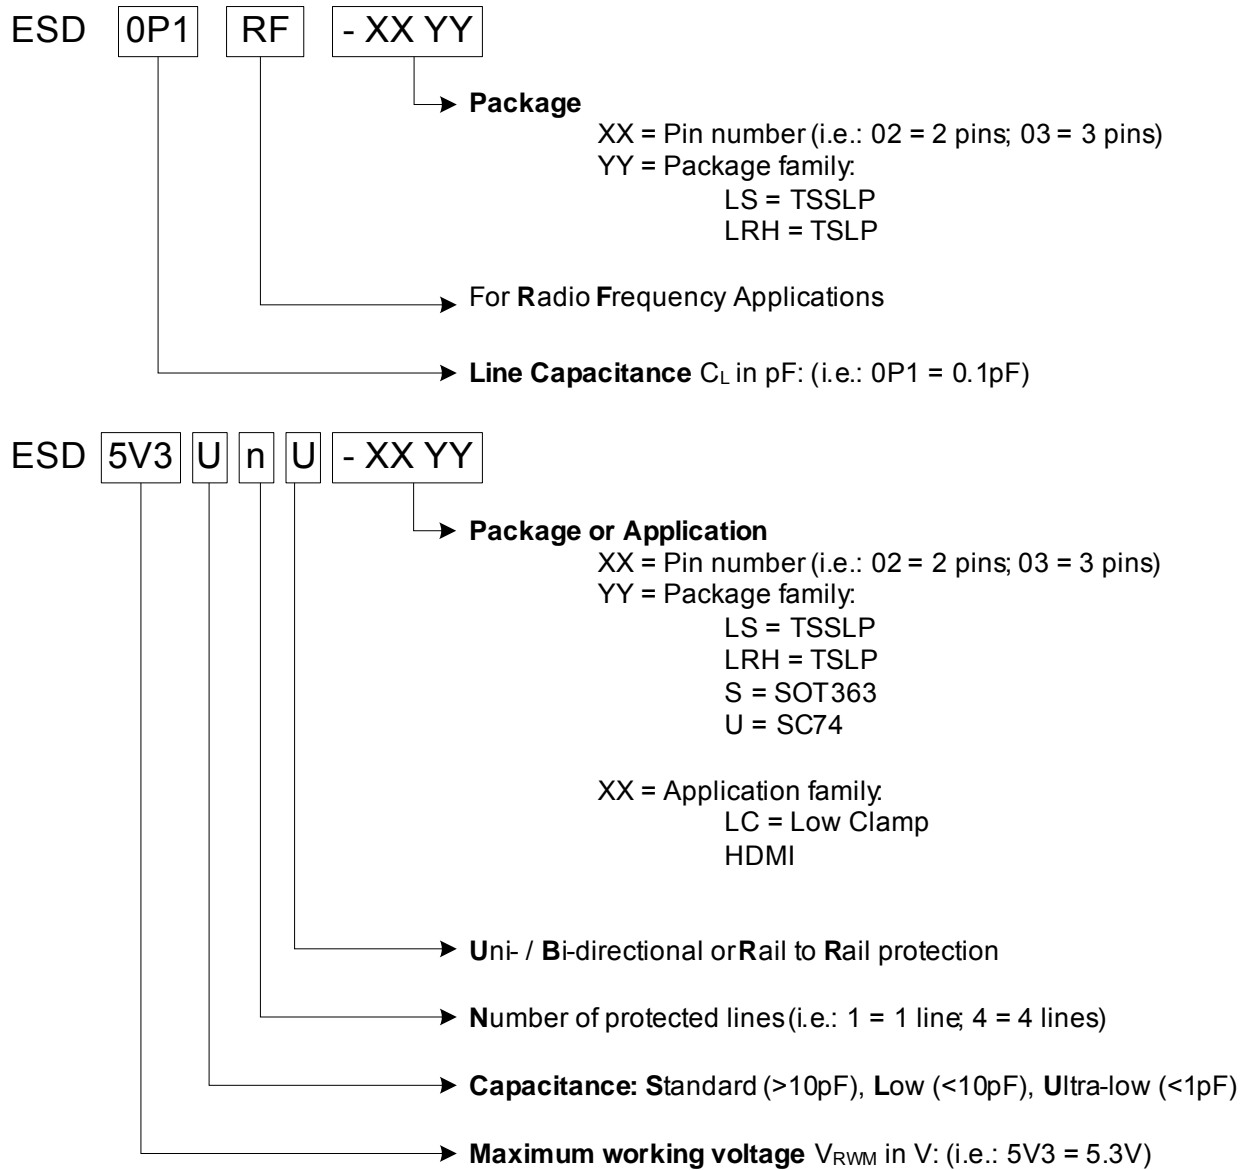 ESD 0P1 RF - XX YY
Package
XX = Pin number (i.e.: 02 = 2 pins; 03 = 3 pins)
YY = Package family:
LS = TSSLP
LRH = TSLP
For Radio Frequency Applications
Line Capacitance CL in pF: (i.e.: 0P1 = 0.1pF)
ESD 5V3 U n U - XX YY
Package or Application
XX = Pin number (i.e.: 02 = 2 pins; 03 = 3 pins)
YY = Package family:
LS = TSSLP
LRH = TSLP
S = SOT363
U = SC74
XX = Application family:
LC = Low Clamp
HDMI
Uni- / Bi-directional or Rail to Rail protection
Number of protected lines (i.e.: 1 = 1 line; 4 = 4 lines)
Capacitance: Standard (>10pF), Low (<10pF), Ultra-low (<1pF)
Maximum working voltage VRWM in V: (i.e.: 5V3 = 5.3V)